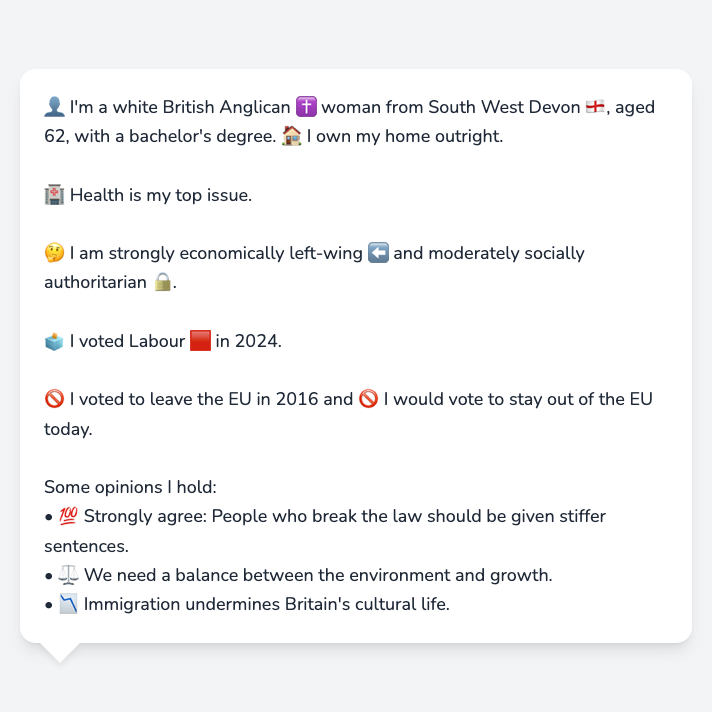 👤 I'm a white British Anglican ✝️ woman from South West Devon 🏴󠁧󠁢󠁥󠁮󠁧󠁿, aged
62, with a bachelor's degree. 🏠 I own my home outright.
🏥 Health is my top issue.
🤔 I am strongly economically left-wing ⬅️ and moderately socially
authoritarian 🔒.
🗳️ I voted Labour 🟥 in 2024.
🚫 I voted to leave the EU in 2016 and 🚫 I would vote to stay out of the EU
today.
Some opinions I hold:
• 💯 Strongly agree: People who break the law should be given stiffer
sentences.
• ⚖️ We need a balance between the environment and growth.
• 📉 Immigration undermines Britain's cultural life.